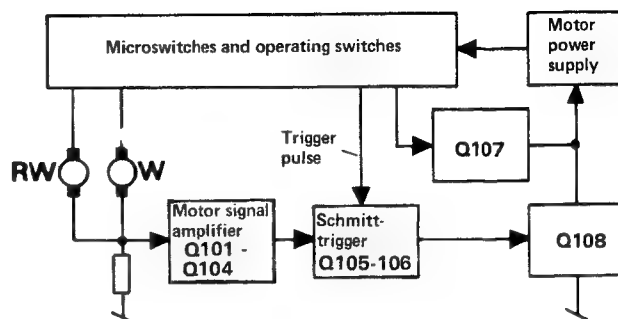 Microswitches and operating switches
Motor
power
supply
Trigger
pulse
Q107
RW
W
Motor signal
amplifier
Q101 -
Q104
Schmitt-
trigger
Q105-106
Q108